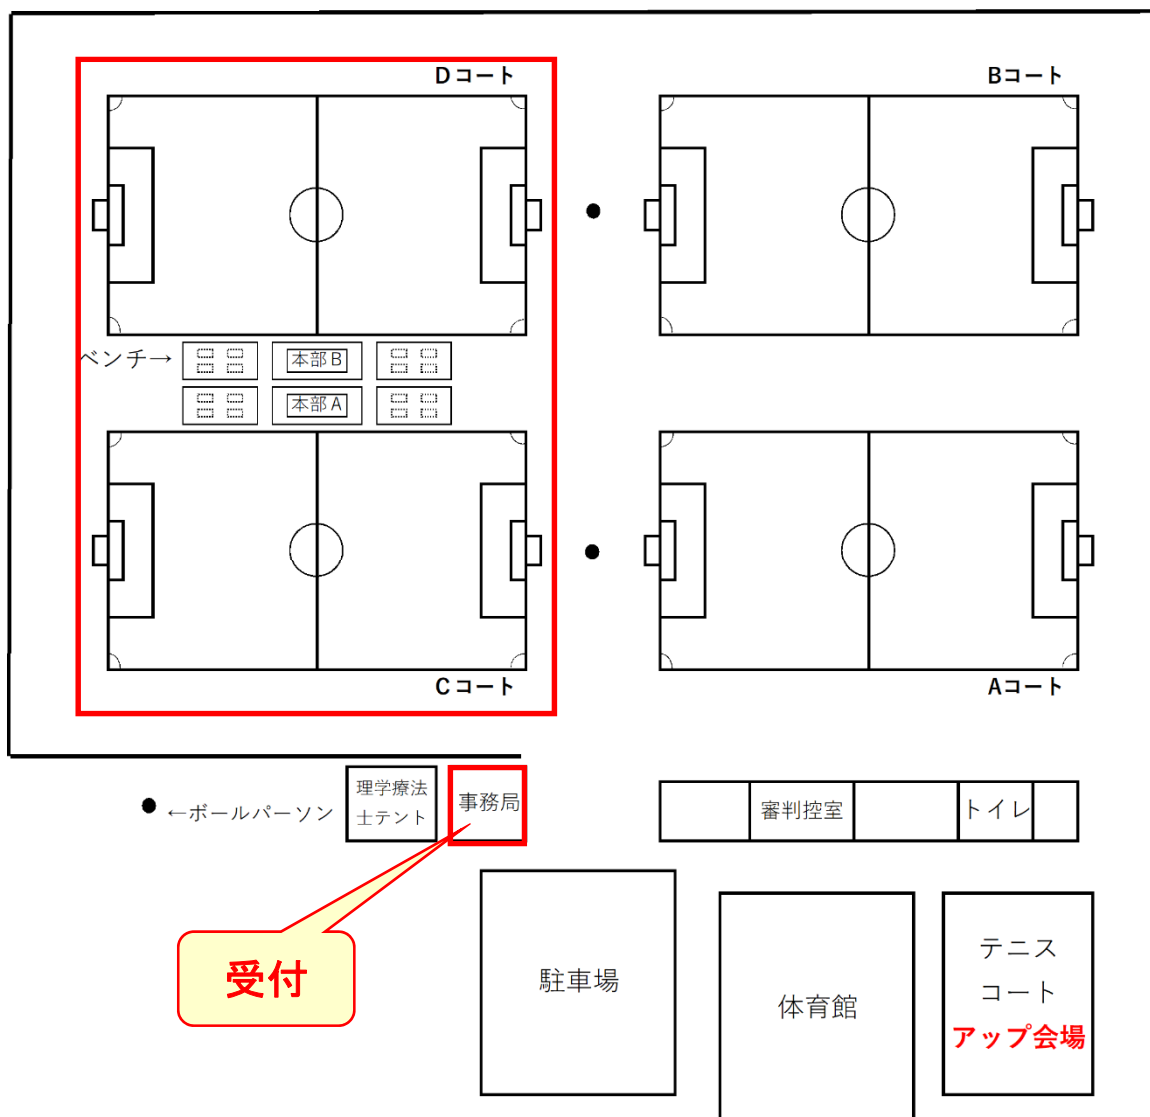 Dコート
Bコート
ベンチ→
本部B
本部A
Cコート
Aコート
←ボールパーソン
理学療法
士テント
事務局
審判控室
トイレ
受付
駐車場
体育館
テニス
コート
アップ会場